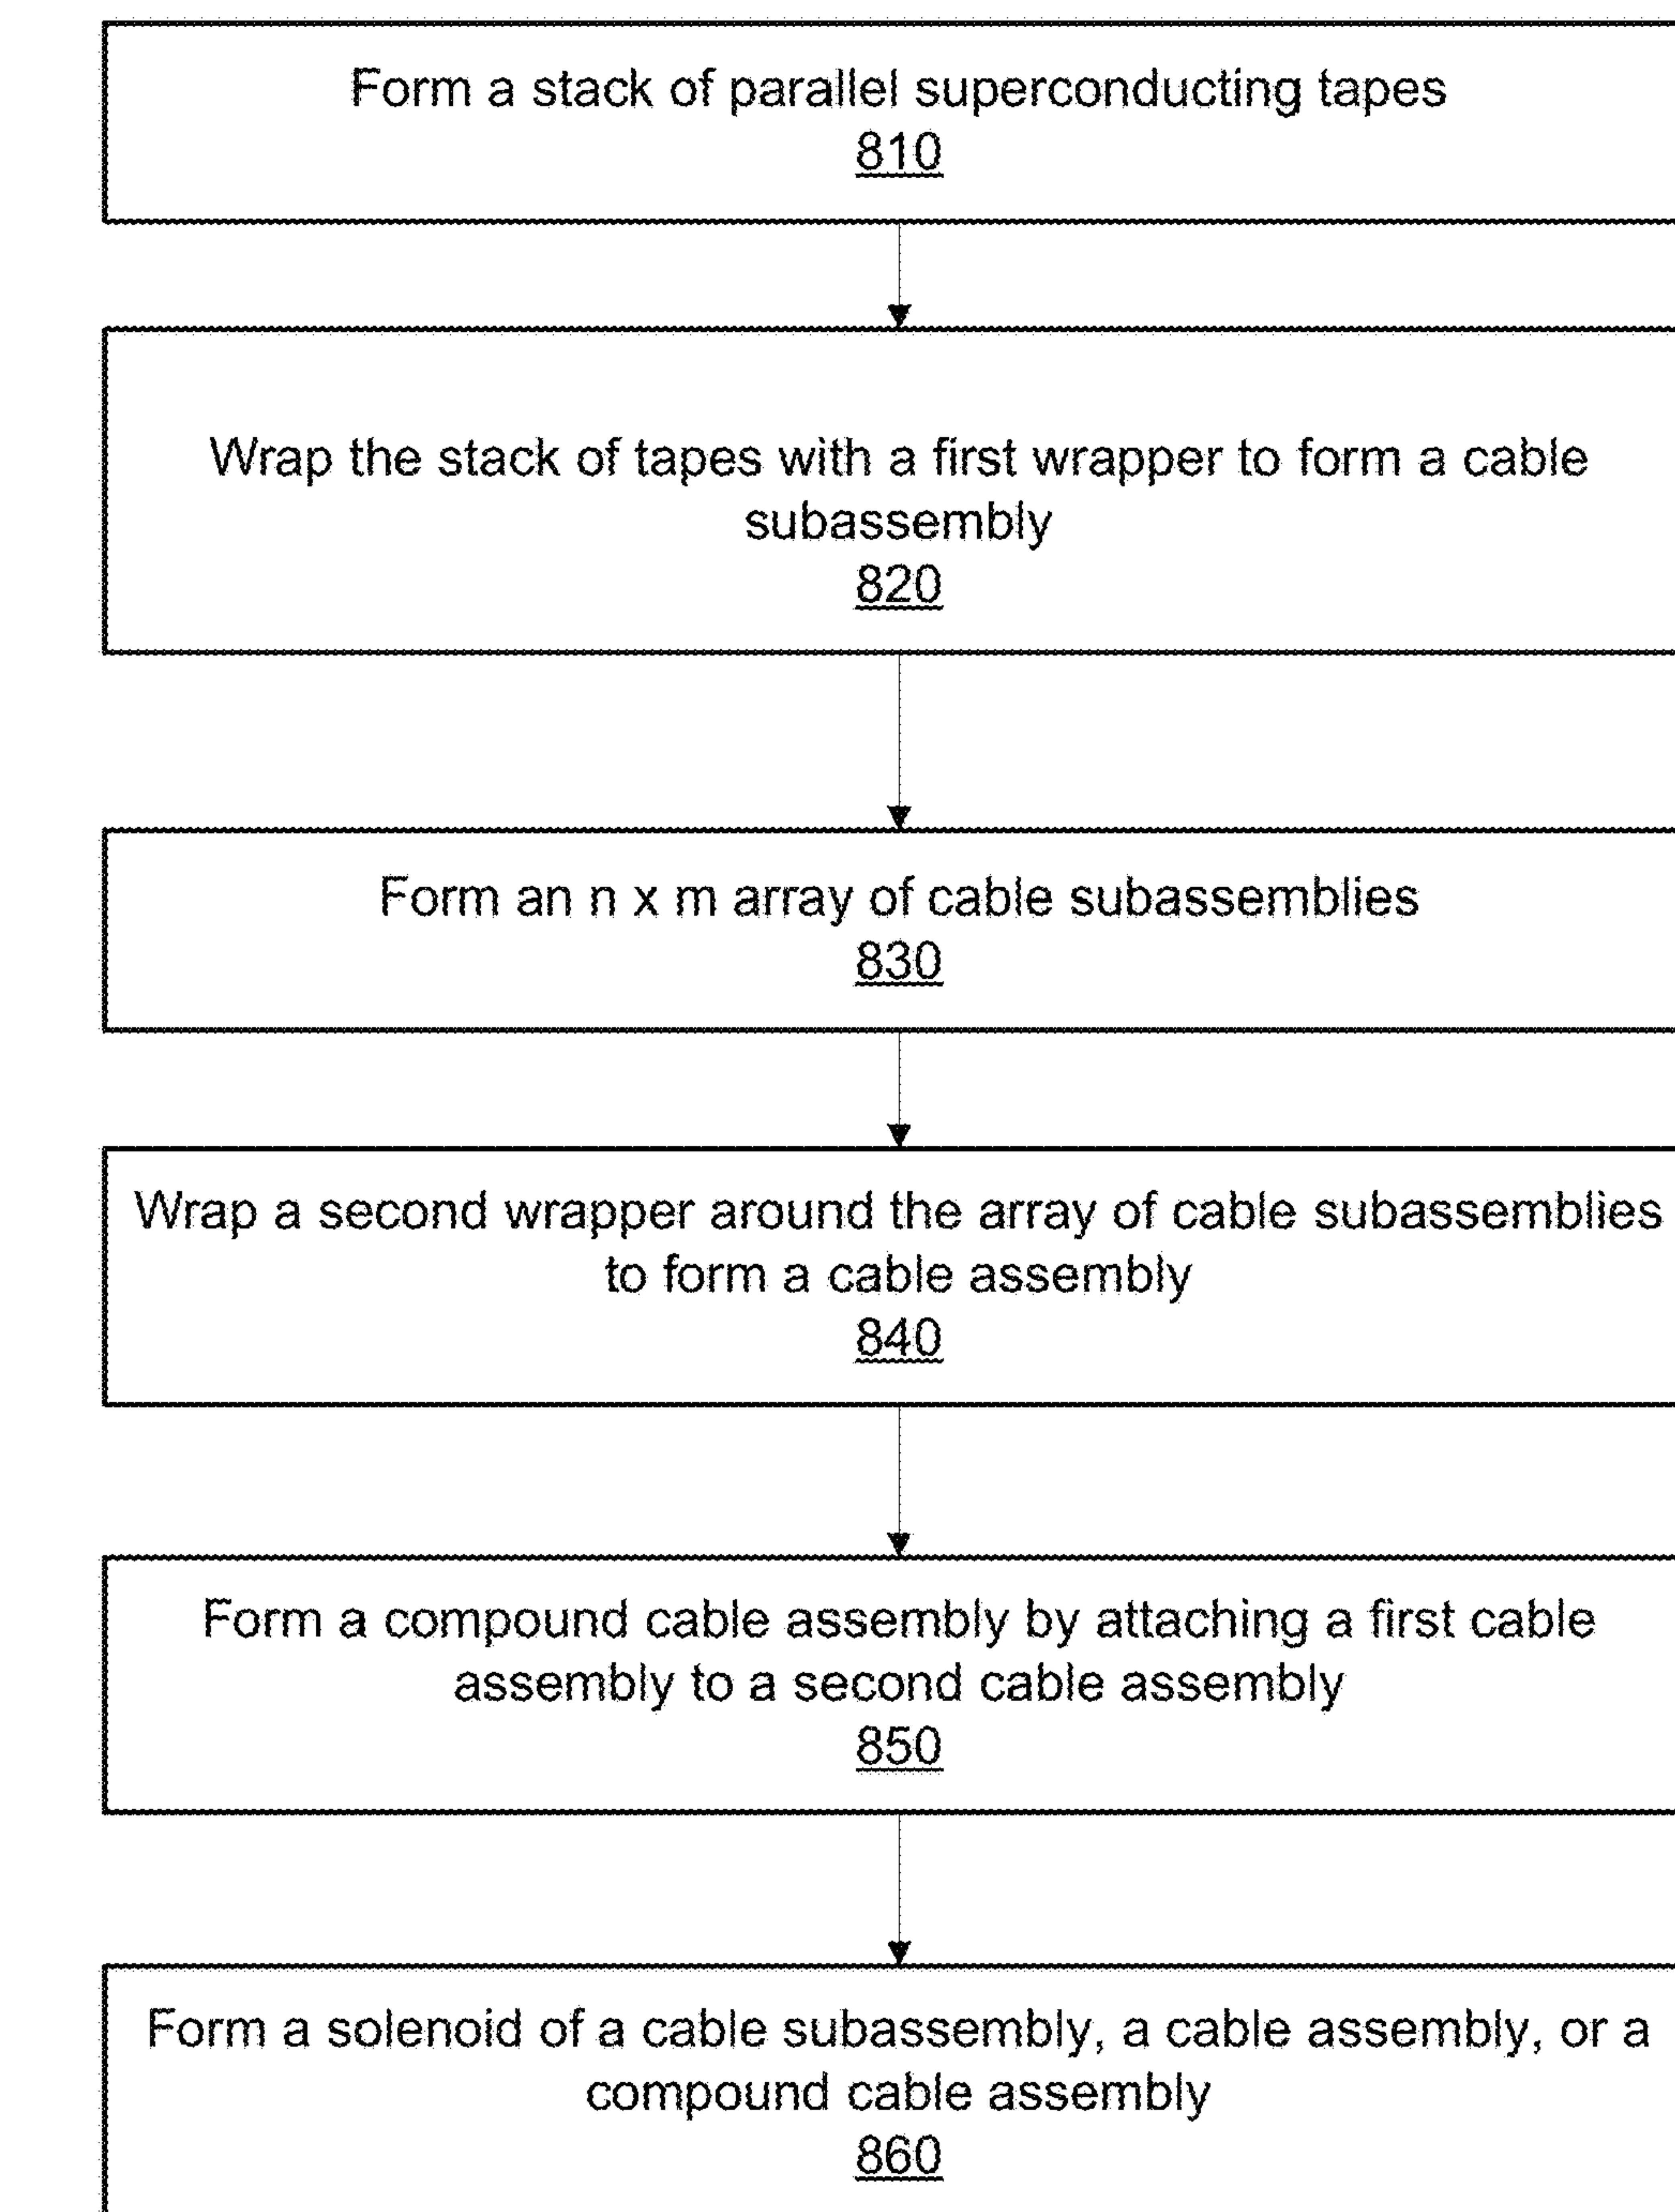 Form a stack of parallel superconducting tapes
810
Wrap the stack of tapes with a first wrapper to form a cable
subassembly
820
Form an n x m array of cable subassemblies
830
Wrap a second wrapper around the array of cable subassemblies
to form a cable assembly
840
Form a compound cable assembly by attaching a first cable
assembly to a second cable assembly
850
Form a solenoid of a cable subassembly, a cable assembly, or a
compound cable assembly
860